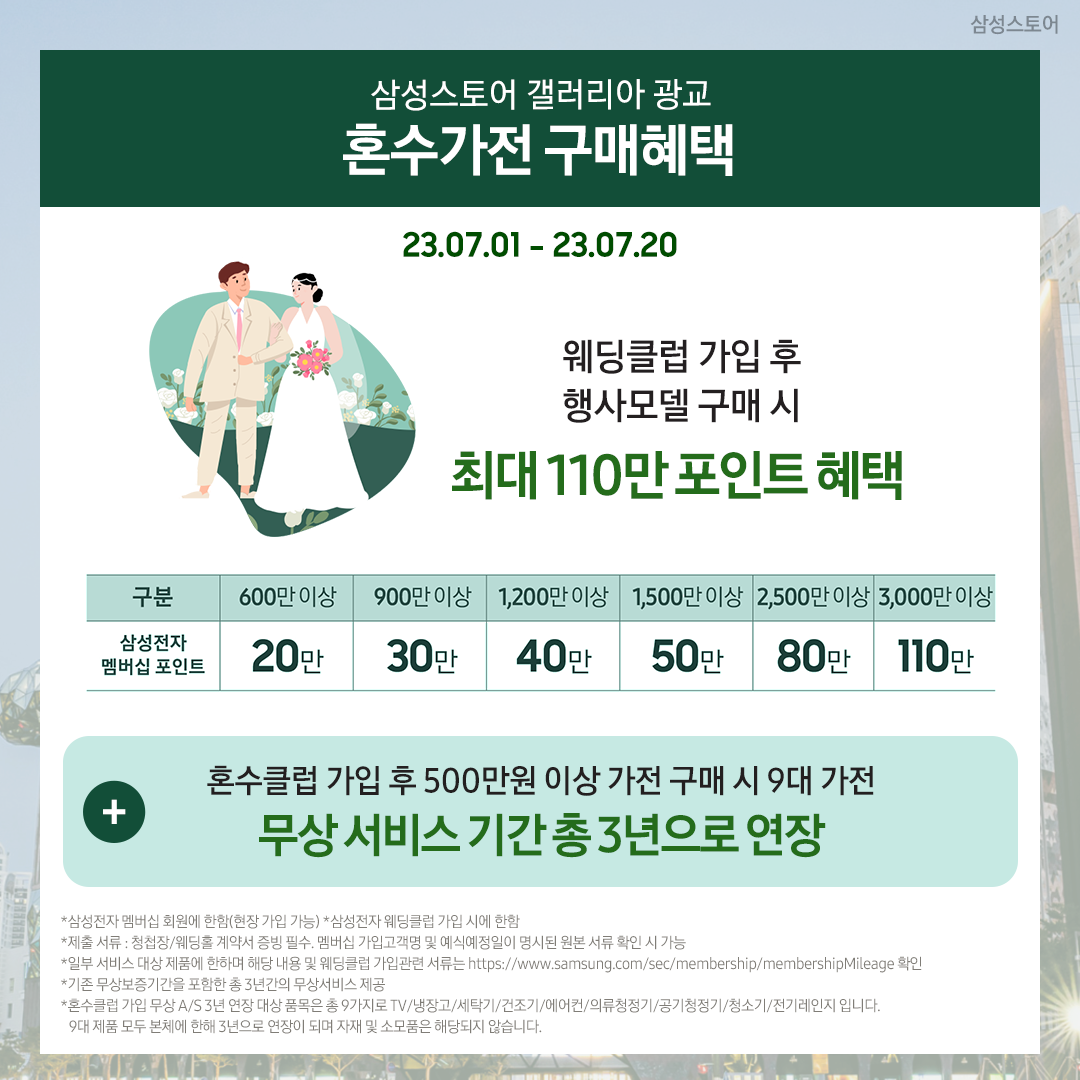 삼성스토어
삼성스토어 갤러리아 광교
혼수가전 구매혜택
23.07.01 - 23.07.20
웨딩클럽 가입 후
행사모델 구매 시
최대 110만 포인트 혜택
구분 600만 이상 900만 이상 1,200만 이상 1,500만 이상 2,500만 이상 3,000만 이상
삼성전자
멤버십 포인트 20만 30만 40만 50만 80만 110만
+
혼수클럽 가입 후 500만원 이상 가전 구매 시 9대 가전
무상 서비스 기간 총 3년으로 연장
*삼성전자 멤버십 회원에 한함(현장 가입 가능) *삼성전자 웨딩클럽 가입 시에 한함
*제출 서류 : 청첩장/웨딩홀 계약서 증빙 필수. 멤버십 가입고객명 및 예식예정일이 명시된 원본 서류 확인 시 가능
*일부 서비스 대상 제품에 한하며 해당 내용 및 웨딩클럽 가입관련 서류는 https://www.samsung.com/sec/membership/membershipMileage 확인
*기존 무상보증기간을 포함한 총 3년간의 무상서비스 제공
*혼수클럽 가입 무상 A/S 3년 연장 대상 품목은 총 9가지로 TV/냉장고/세탁기/건조기/에어컨/의류청정기/공기청정기/청소기/전기레인지 입니다.
9대 제품 모두 본체에 한해 3년으로 연장이 되며 자재 및 소모품은 해당되지 않습니다.